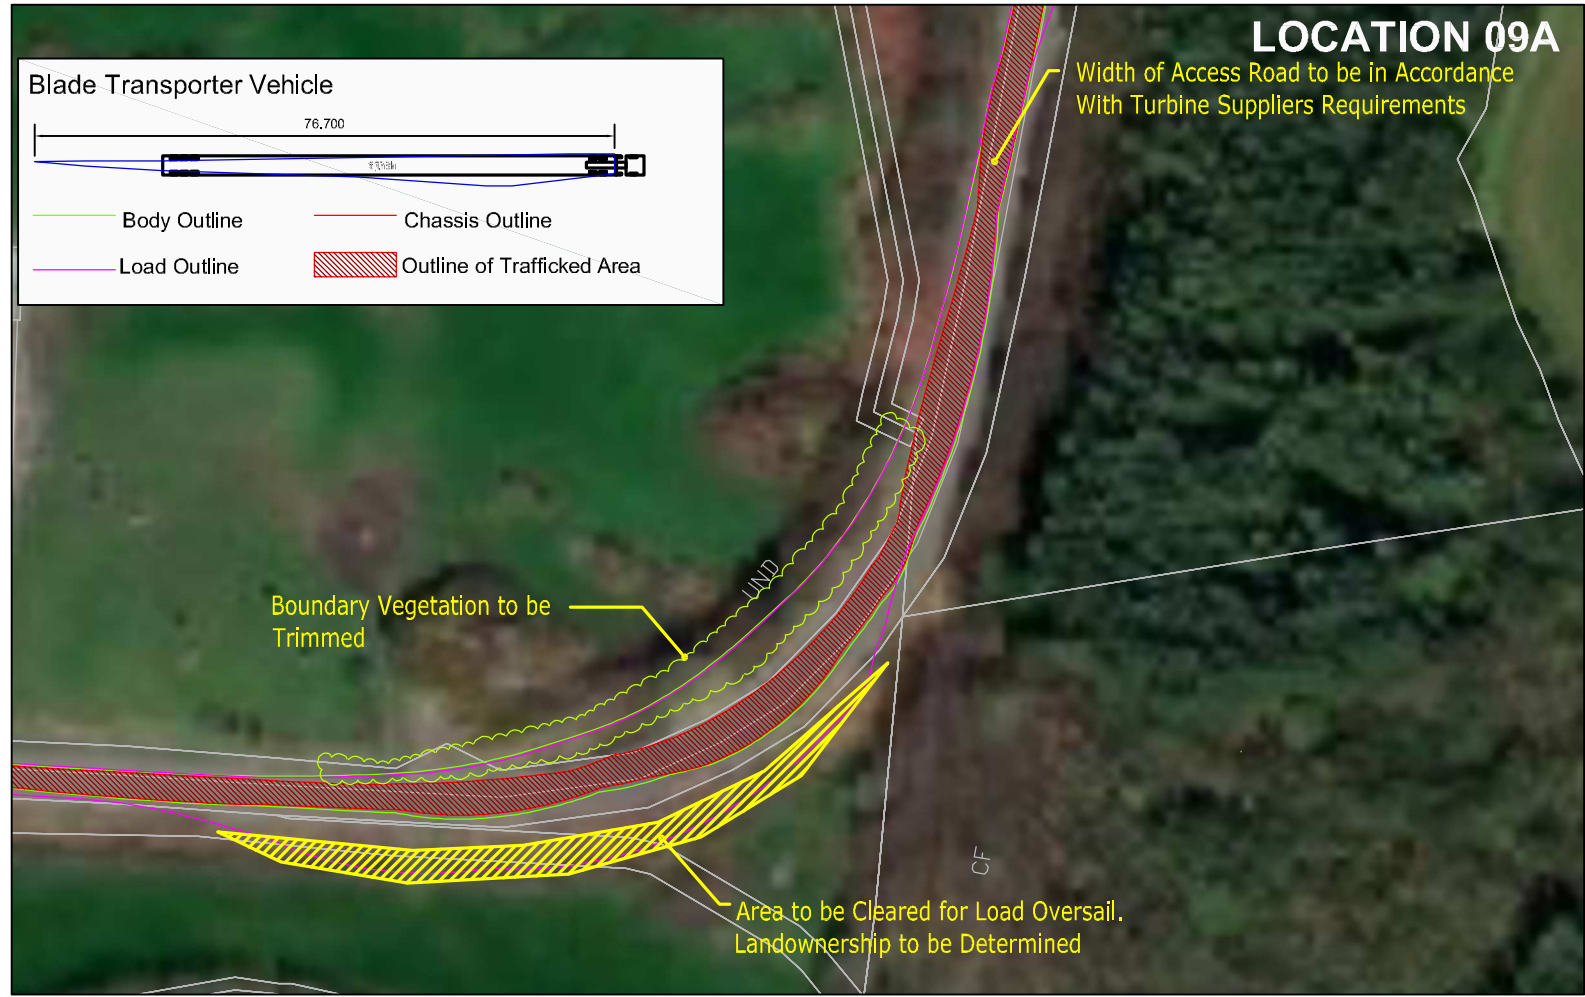 LOCATION 09A
Blade Transporter Vehicle
76.700
Body Outline
Chassis Outline
Load Outline
Outline of Trafficked Area
Width of Access Road to be in Accordance
With Turbine Suppliers Requirements
UND
Boundary Vegetation to be
Trimmed
CF
Area to be Cleared for Load Oversail.
Landownership to be Determined